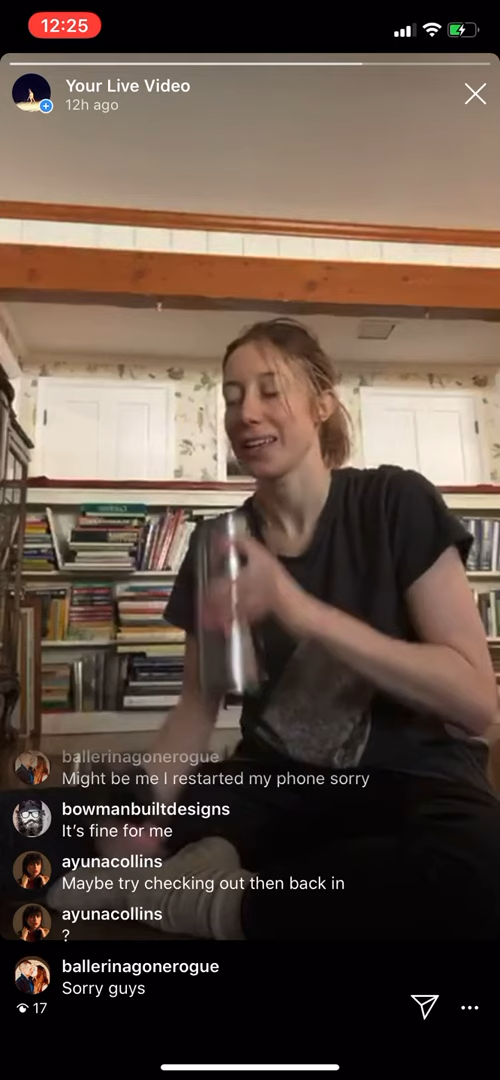 12:25
Your Live Video
12h ago
ballerinagonerogue
Might be me I restarted my phone sorry
bowmanbuiltdesigns
It's fine for me
ayunacollins
Maybe try checking out then back in
ayunacollins
?
ballerinagonerogue
Sorry guys
17